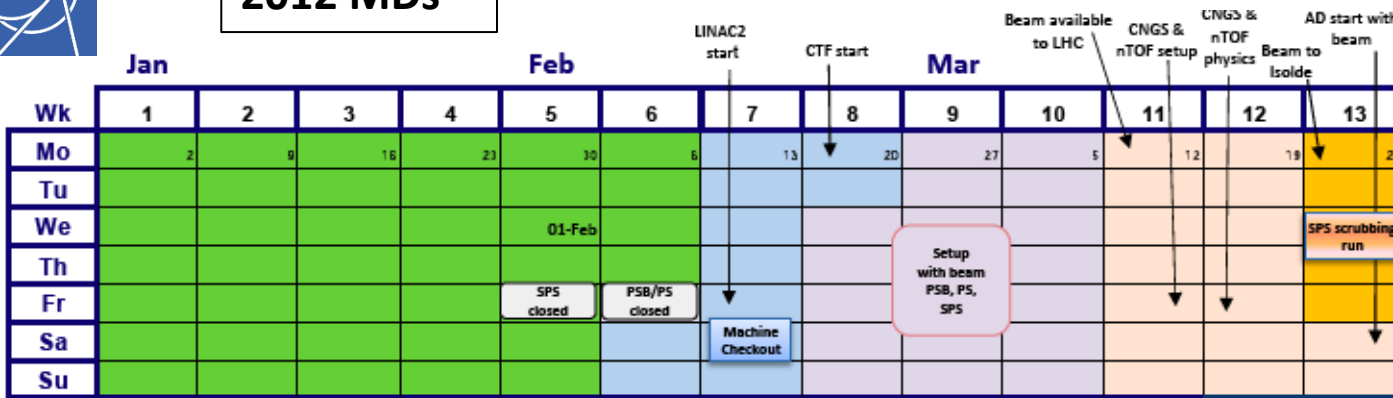 2012 MDs
LINAC2
start
CTF start
Beam available
to LHC
CNGS &
nTOF setup
CNGS &
nTOF
physics
Beam to
Isolde
AD start with
beam
Jan Feb Mar
Wk 1 2 3 4 5 6 7 8 9 10 11 12 13
Mo 2 9 16 23 30 6 13 20 27 5 12 19 2
Tu
We 01-Feb
SPS scrubbing
run
Th
Setup
with beam
PSB, PS,
SPS
Fr
SPS
closed
PSB/PS
closed
Sa
Machine
Checkout
Su